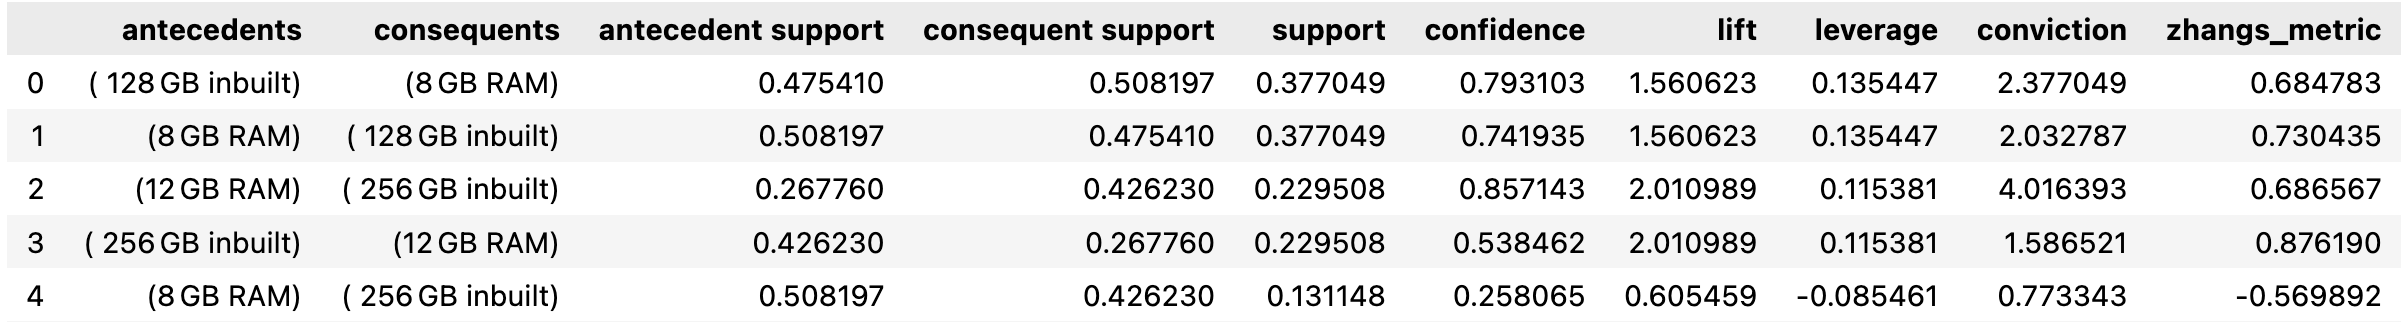 antecedents consequents antecedent support consequent support support confidence lift leverage conviction zhangs_metric
0 ( 128 GB inbuilt) (8 GB RAM) 0.475410 0.508197 0.377049 0.793103 1.560623 0.135447 2.377049 0.684783
1 (8 GB RAM) ( 128 GB inbuilt) 0.508197 0.475410 0.377049 0.741935 1.560623 0.135447 2.032787 0.730435
2 (12 GB RAM) ( 256 GB inbuilt) 0.267760 0.426230 0.229508 0.857143 2.010989 0.115381 4.016393 0.686567
3 ( 256 GB inbuilt) (12 GB RAM) 0.426230 0.267760 0.229508 0.538462 2.010989 0.115381 1.586521 0.876190
4 (8 GB RAM) ( 256 GB inbuilt) 0.508197 0.426230 0.131148 0.258065 0.605459 -0.085461 0.773343 -0.569892